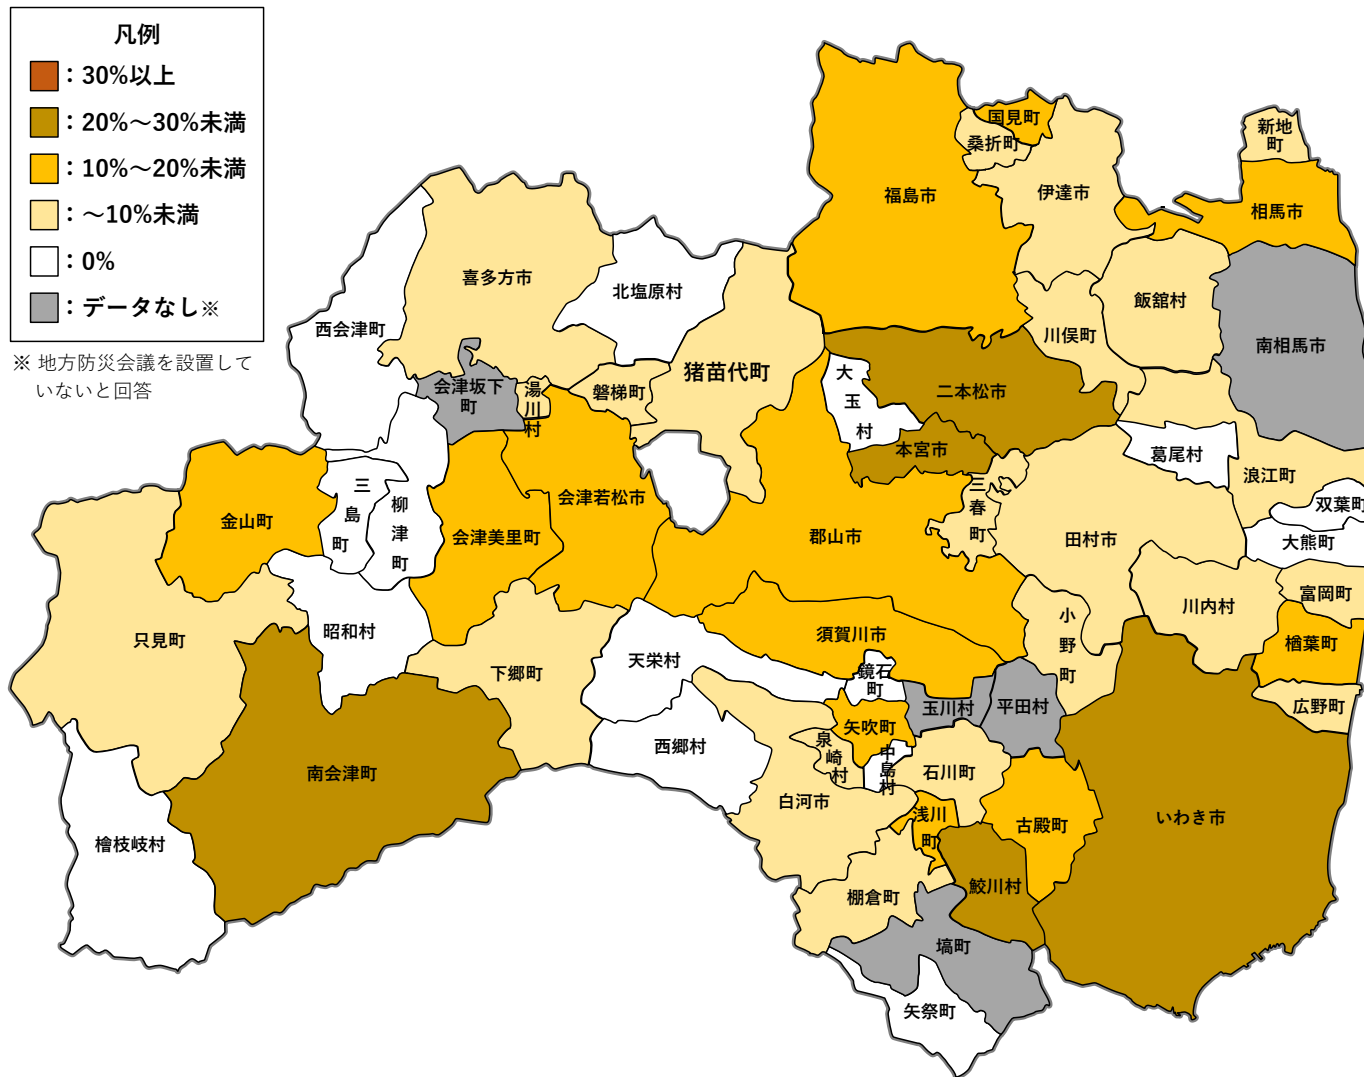 凡例
：30%以上
：20%～30%未満
：10%～20%未満
：～10%未満
：0%
：データなし※
※ 地方防災会議を設置して
いないと回答
国見町
桑折町
新地町
福島市
伊達市
相馬市
喜多方市
北塩原村
飯舘村
西会津町
川俣町
南相馬市
猪苗代町
大玉村
会津坂下町
湯川村
磐梯町
二本松市
本宮市
葛尾村
浪江町
三島町
柳津町
会津若松市
三春町
双葉町
金山町
会津美里町
郡山市
田村市
大熊町
富岡町
川内村
只見町
昭和村
須賀川市
小野町
楢葉町
天栄村
下郷町
鏡石町
玉川村
平田村
広野町
矢吹町
西郷村
泉崎村
中島村
南会津町
石川町
白河市
浅川町
古殿町
いわき市
檜枝岐村
鮫川村
棚倉町
塙町
矢祭町